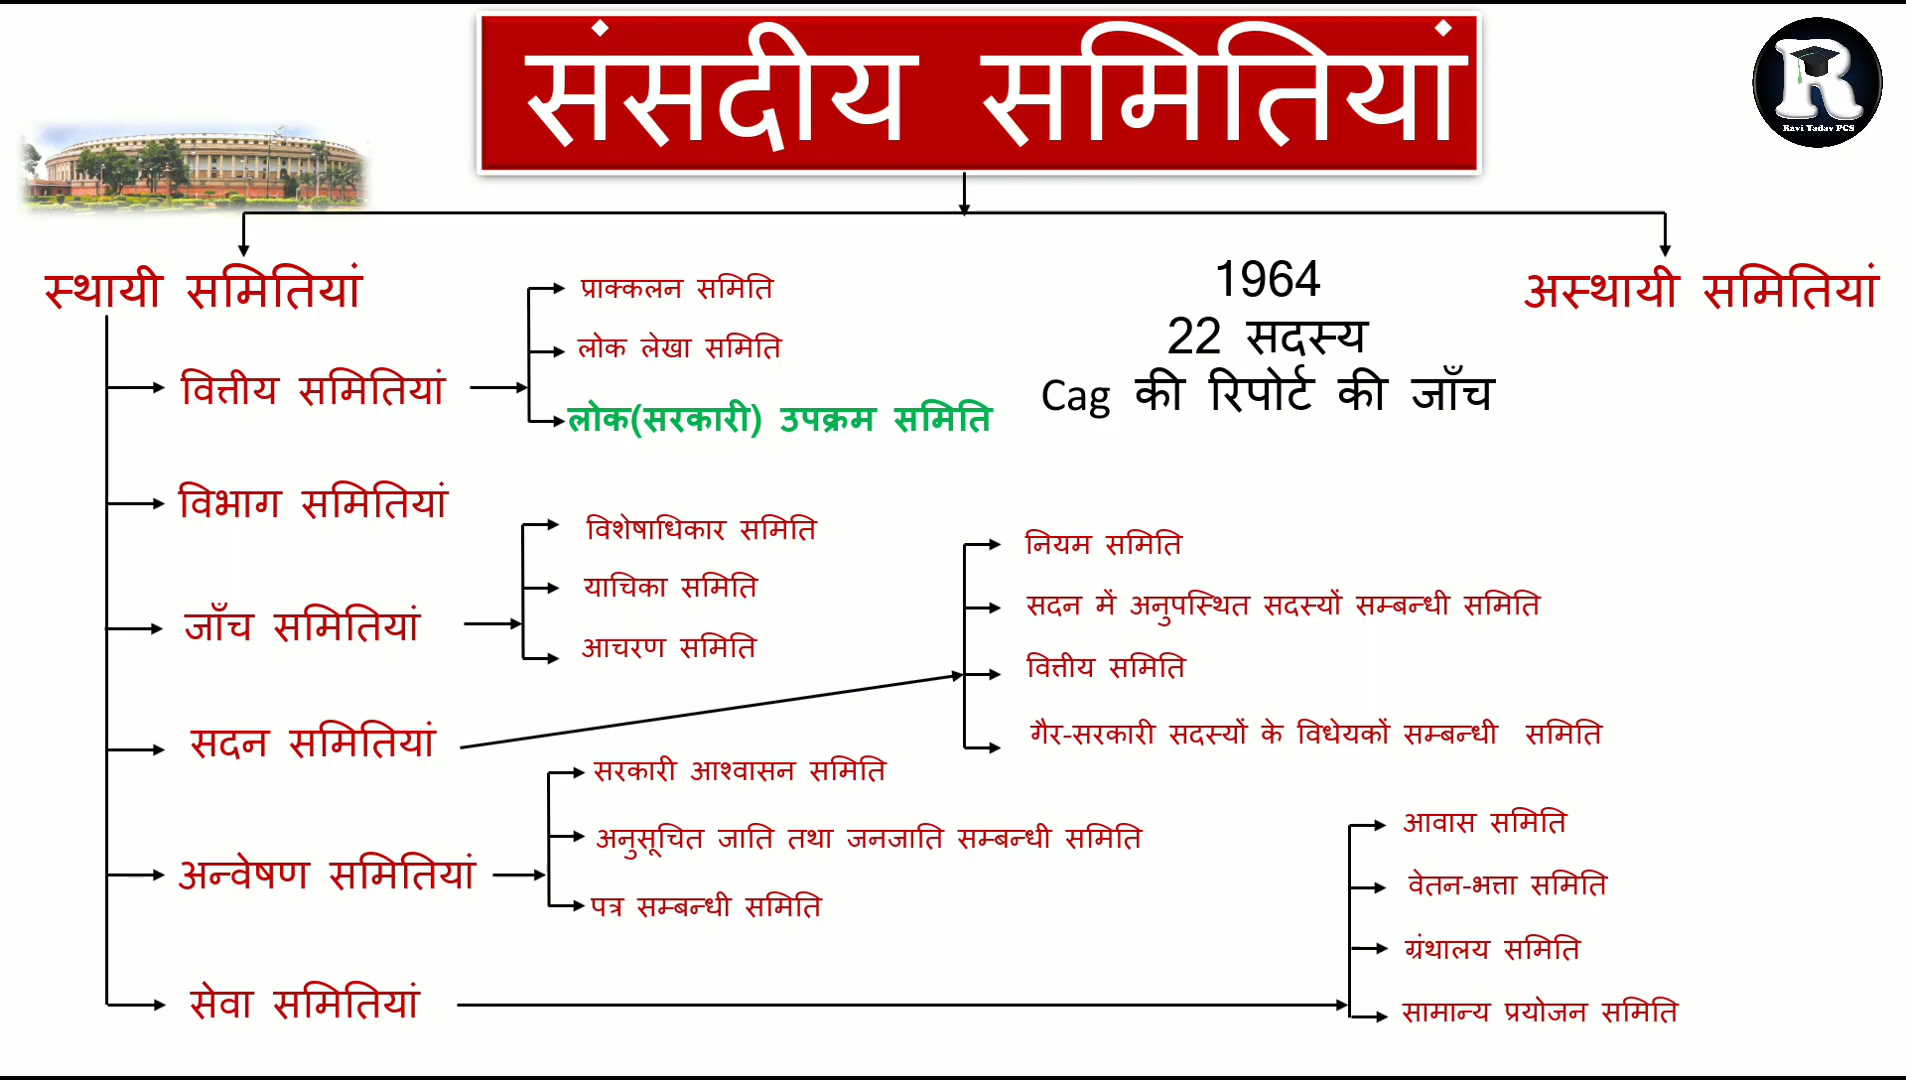 संसदीय समितियां
Ravi Yadav PCS
स्थायी समितियां
अस्थायी समितियां
1964
22 सदस्य
Cag की रिपोर्ट की जाँच
वित्तीय समितियां
प्राक्कलन समिति
लोक लेखा समिति
लोक(सरकारी) उपक्रम समिति
विभाग समितियां
जाँच समितियां
विशेषाधिकार समिति
याचिका समिति
आचरण समिति
सदन समितियां
नियम समिति
सदन में अनुपस्थित सदस्यों सम्बन्धी समिति
वित्तीय समिति
गैर-सरकारी सदस्यों के विधेयकों सम्बन्धी समिति
अन्वेषण समितियां
सरकारी आश्वासन समिति
अनुसूचित जाति तथा जनजाति सम्बन्धी समिति
पत्र सम्बन्धी समिति
सेवा समितियां
आवास समिति
वेतन-भत्ता समिति
ग्रंथालय समिति
सामान्य प्रयोजन समिति